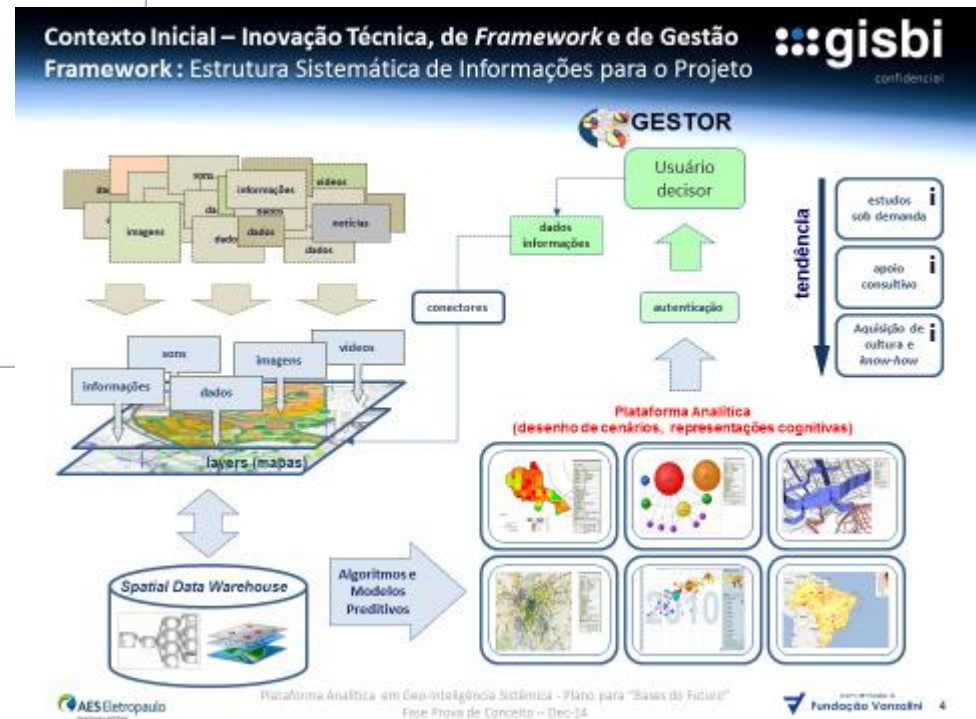 Contexto Inicial – Inovação Técnica, de Framework e de Gestão
Framework : Estrutura Sistemática de Informações para o Projeto
gisbi
confidencial
GESTOR
Usuário
decisor
sons
informações
videos
imagens
dados
dados
notícias
dados
dados
informações
conectores
autenticação
tendência
estudos
sob demanda
i
apoio
consultivo
i
Aquisição de
cultura e
know-how
i
sons
imagens
videos
informações
dados
layers (mapas)
Plataforma Analítica
(desenho de cenários, representações cognitivas)
Spatial Data Warehouse
Algoritmos e
Modelos
Preditivos
2010
AES Eletropaulo
Plataforma Analítica em Geo-Inteligência Sistêmica - Plano para "Bases do Futuro"
Fase Prova de Conceito – Dec-14
Fundação Vanzolini
4